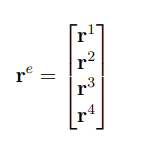 r^e = [r^1
r^2
r^3
r^4]